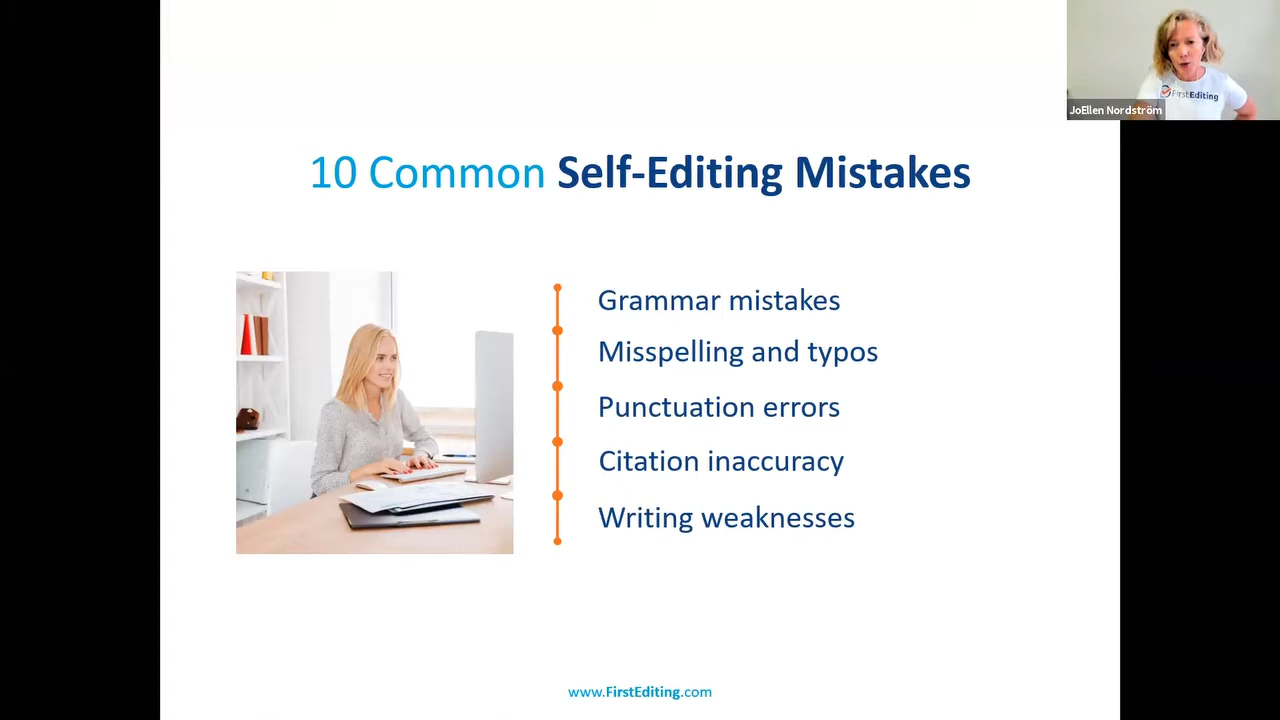 FirstEditing
JoEllen Nordström
10 Common Self-Editing Mistakes
Grammar mistakes
Misspelling and typos
Punctuation errors
Citation inaccuracy
Writing weaknesses
www.FirstEditing.com